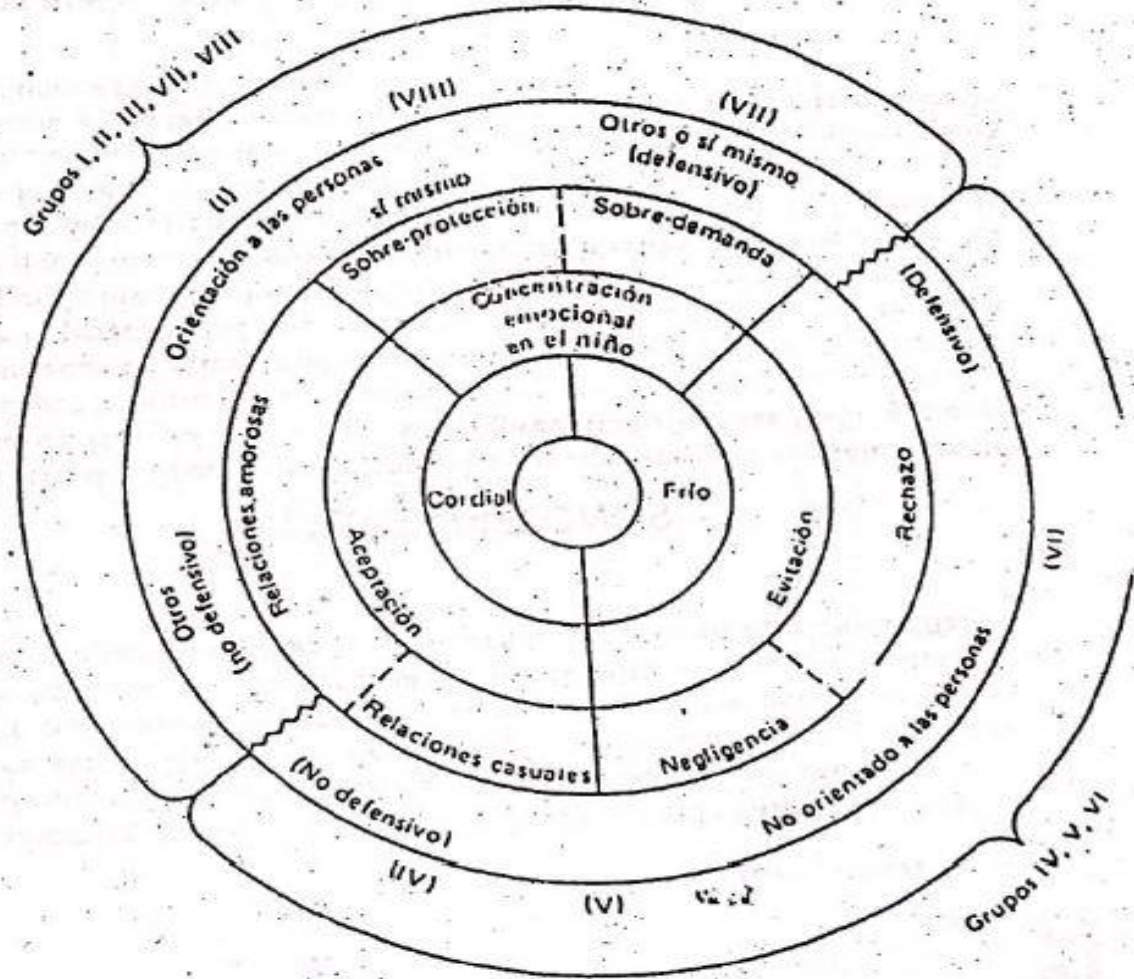 Grupos I, II, III, VII, VIII
(VIII)
(VII)
(I)
Orientación a las personas
sí mismo
Otros ó sí mismo
(defensivo)
Sobre-protección
Sobre-demanda
(Defensivo)
Concentración
emocional
en el niño
Relaciones amorosas
Cordial
Frío
Rechazo
Aceptación
Evitación
(VI)
Otros
(no defensivo)
Relaciones casuales
Negligencia
(No defensivo)
No orientado a las personas
(IV)
(V)
Grupos IV, V, VI